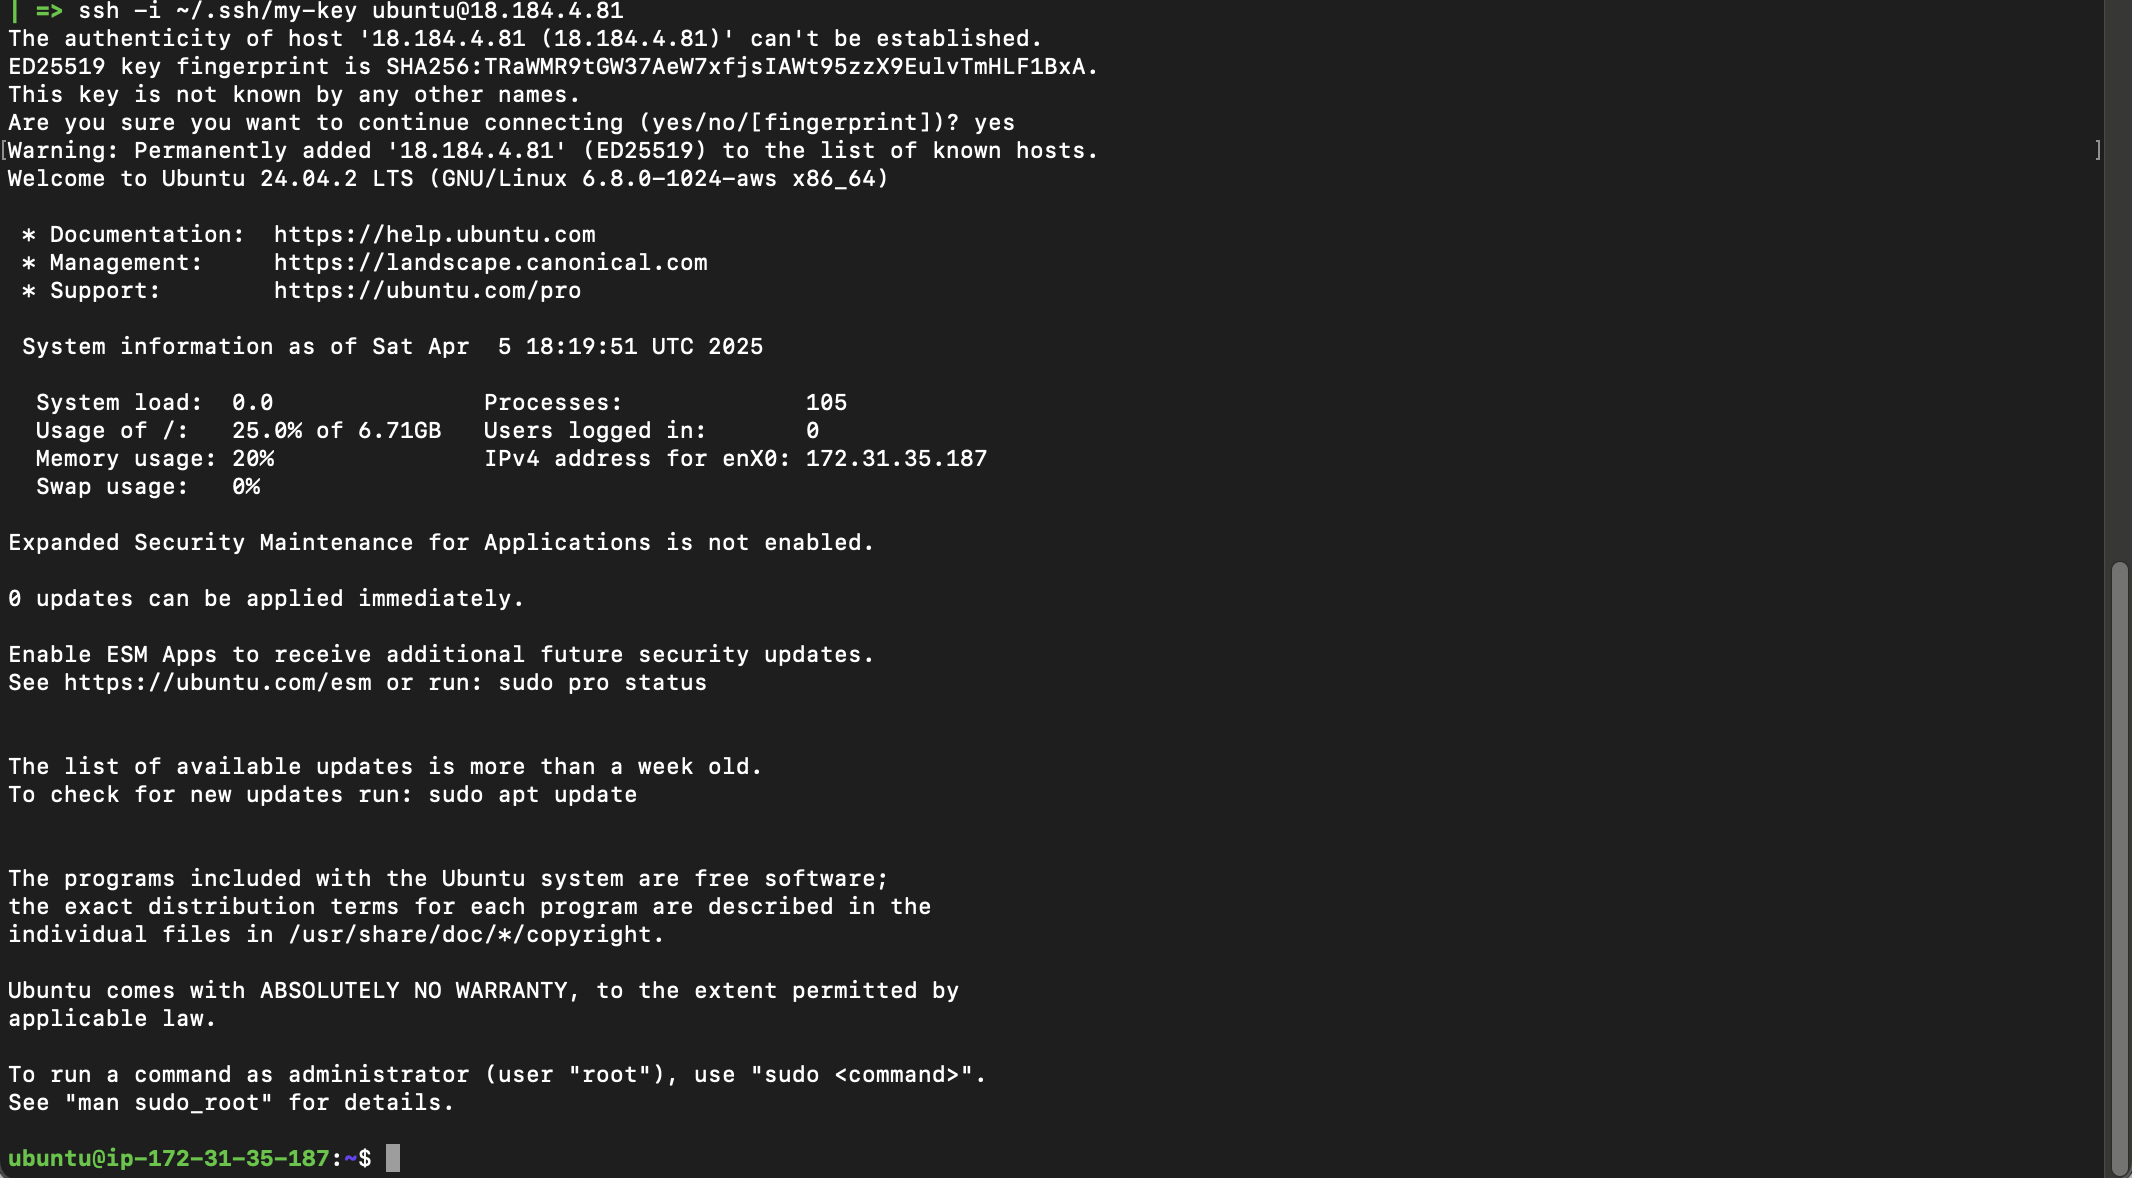 | => ssh -i ~/.ssh/my-key ubuntu@18.184.4.81
The authenticity of host '18.184.4.81 (18.184.4.81)' can't be established.
ED25519 key fingerprint is SHA256:TRaWMR9tGW37AeW7xfjsIAWt95zzX9EulvTmHLF1BxA.
This key is not known by any other names.
Are you sure you want to continue connecting (yes/no/[fingerprint])? yes
[Warning: Permanently added '18.184.4.81' (ED25519) to the list of known hosts. ]
Welcome to Ubuntu 24.04.2 LTS (GNU/Linux 6.8.0-1024-aws x86_64)

 * Documentation:  https://help.ubuntu.com
 * Management:     https://landscape.canonical.com
 * Support:        https://ubuntu.com/pro

 System information as of Sat Apr  5 18:19:51 UTC 2025

  System load:  0.0               Processes:             105
  Usage of /:   25.0% of 6.71GB   Users logged in:       0
  Memory usage: 20%               IPv4 address for enX0: 172.31.35.187
  Swap usage:   0%

Expanded Security Maintenance for Applications is not enabled.

0 updates can be applied immediately.

Enable ESM Apps to receive additional future security updates.
See https://ubuntu.com/esm or run: sudo pro status


The list of available updates is more than a week old.
To check for new updates run: sudo apt update


The programs included with the Ubuntu system are free software;
the exact distribution terms for each program are described in the
individual files in /usr/share/doc/*/copyright.

Ubuntu comes with ABSOLUTELY NO WARRANTY, to the extent permitted by
applicable law.

To run a command as administrator (user "root"), use "sudo <command>".
See "man sudo_root" for details.

ubuntu@ip-172-31-35-187:~$